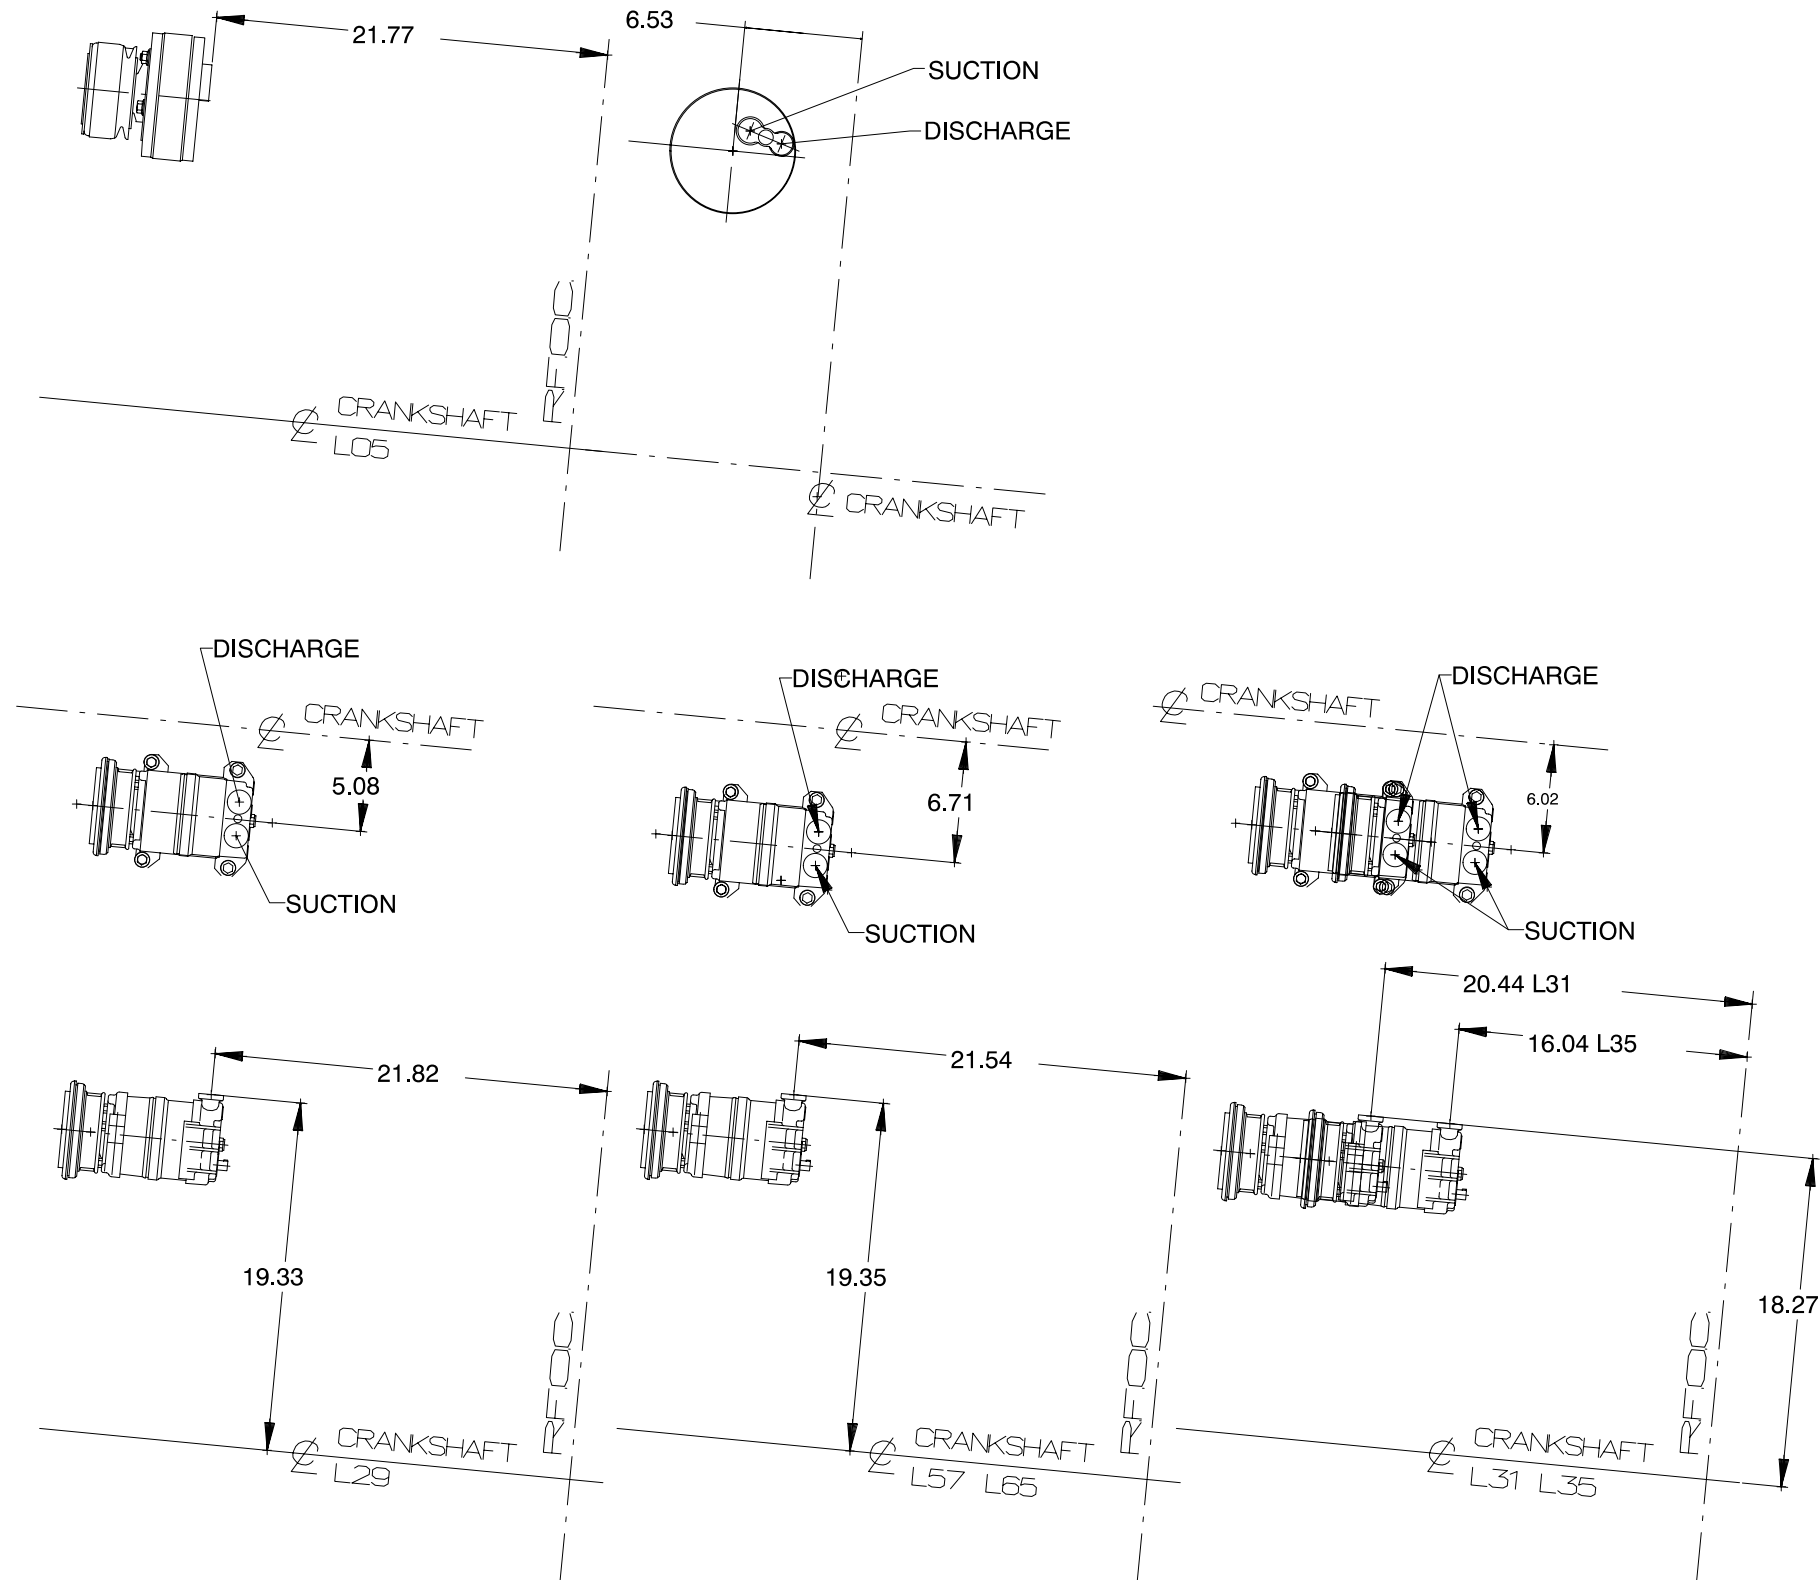 21.77
6.53
SUCTION
DISCHARGE
RFOC
℄ CRANKSHAFT
L05
℄ CRANKSHAFT
DISCHARGE
℄ CRANKSHAFT
5.08
SUCTION
DISCHARGE
℄ CRANKSHAFT
6.71
SUCTION
DISCHARGE
℄ CRANKSHAFT
6.02
SUCTION
21.82
19.33
RFOC
℄ CRANKSHAFT
L29
21.54
19.35
RFOC
℄ CRANKSHAFT
L57 L65
20.44 L31
16.04 L35
18.27
RFOC
℄ CRANKSHAFT
L31 L35